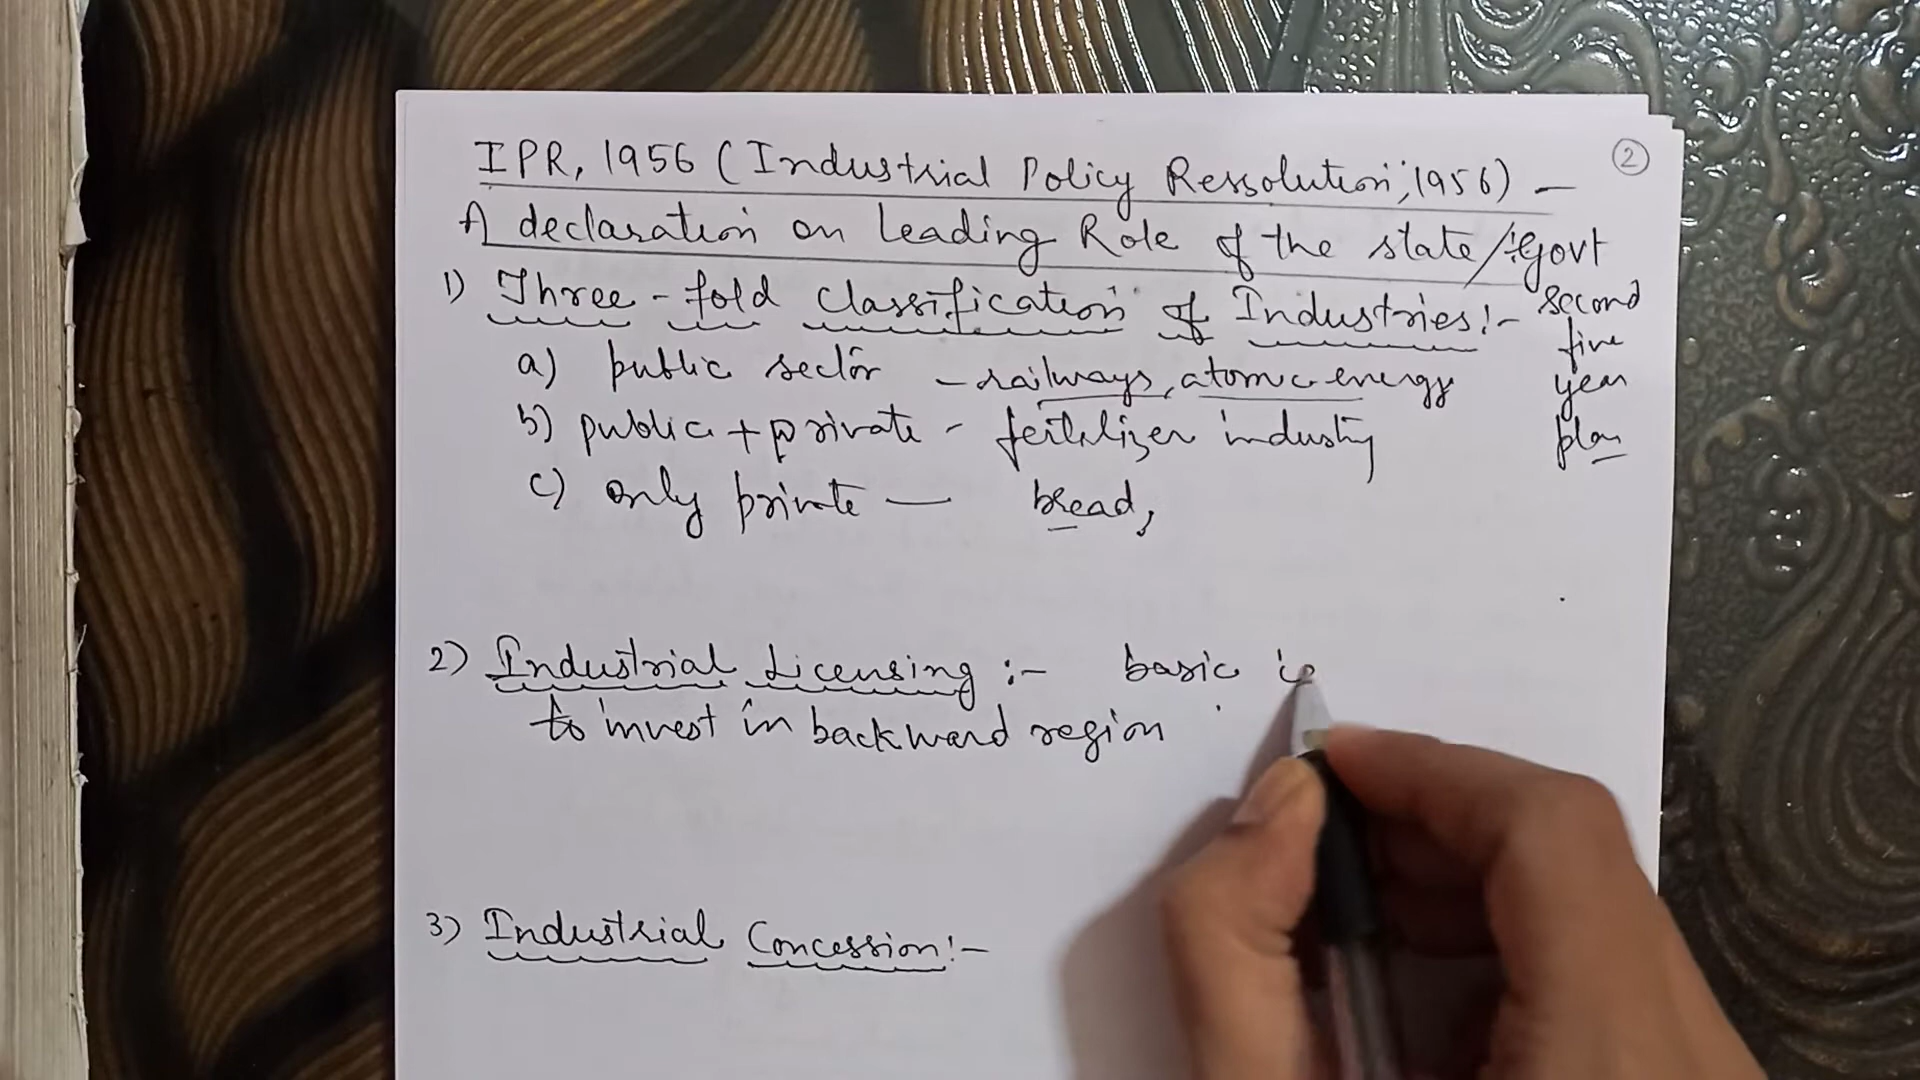 ②
IPR, 1956 (Industrial Policy Ressolution, 1956) –
A declaration on Leading Role of the state/Govt
1) Three-fold classification of Industries:- second
five
year
plan
a) public sector – railways, atomic energy
b) public + private – fertilizer industry
c) only private — bread,
2) Industrial Licensing :- basic
to invest in backward region
3) Industrial Concession:-